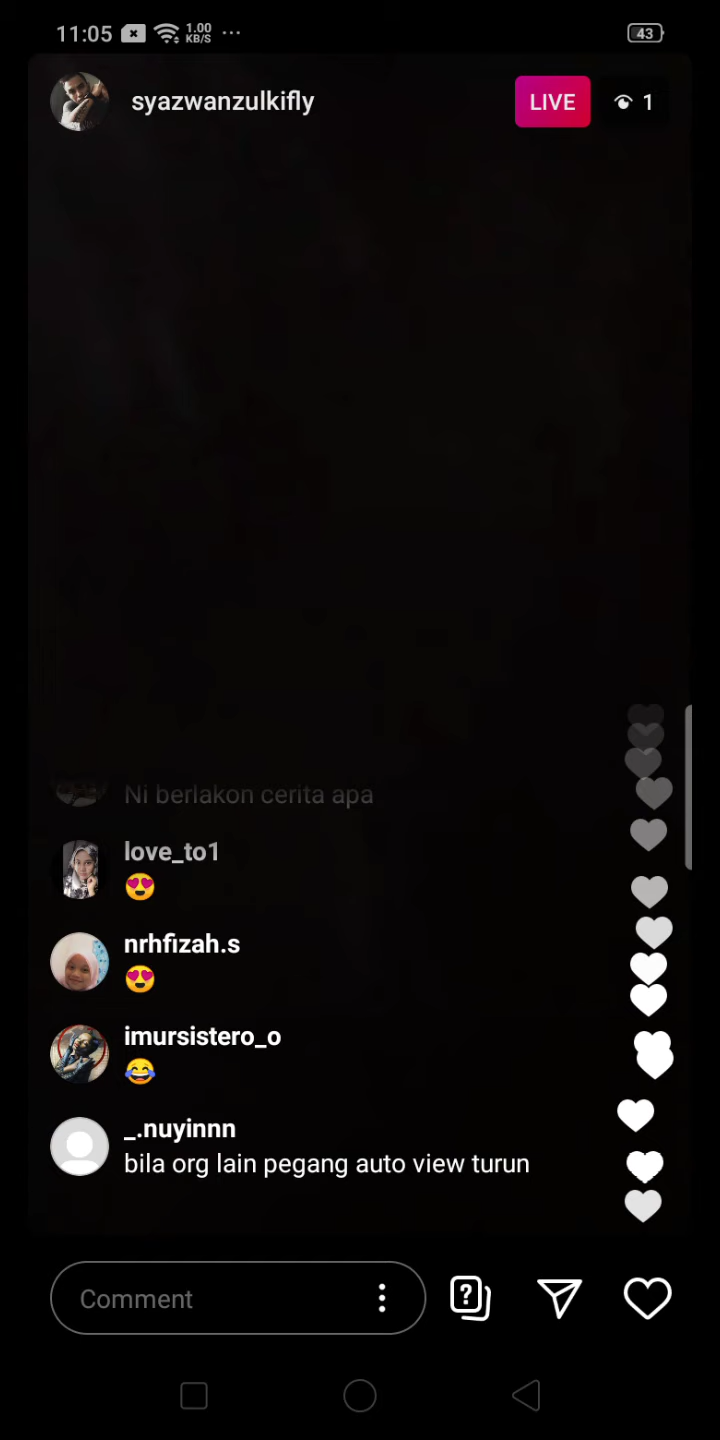 11:05 1.00 KB/S ... 43
syazwanzulkifly LIVE 1
Ni berlakon cerita apa
love_to1
😍
nrhfizah.s
😍
imursistero_o
😂
_.nuyinnn
bila org lain pegang auto view turun
Comment